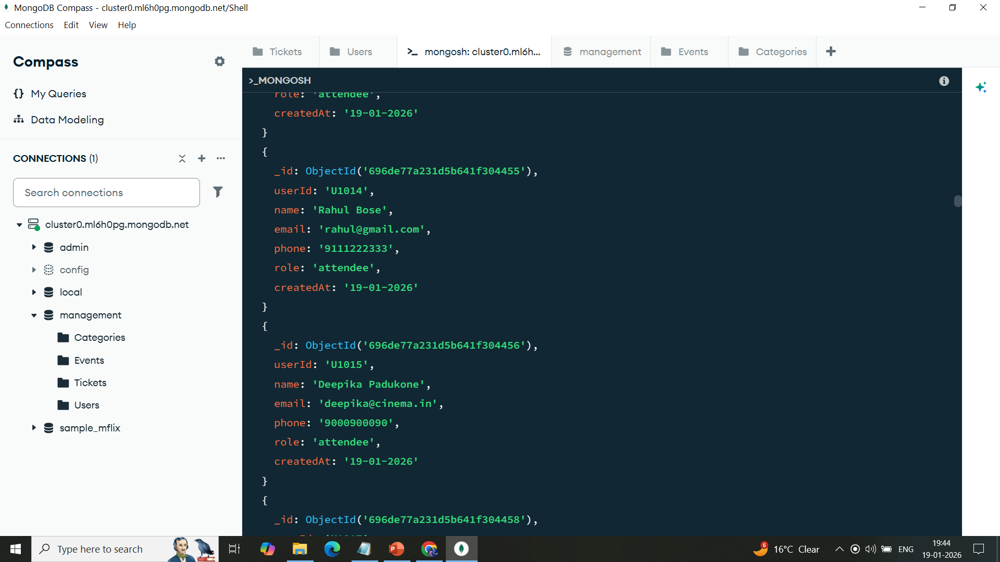 MongoDB Compass - cluster0.ml6h0pg.mongodb.net/Shell
Connections Edit View Help
Compass
My Queries
Data Modeling
CONNECTIONS (1)
Search connections
cluster0.ml6h0pg.mongodb.net
admin
config
local
management
Categories
Events
Tickets
Users
sample_mflix
Tickets Users mongosh: cluster0.ml6h... management Events Categories
>_MONGOSH
role: 'attendee',
createdAt: '19-01-2026'
}
{
_id: ObjectId('696de77a231d5b641f304455'),
userId: 'U1014',
name: 'Rahul Bose',
email: 'rahul@gmail.com',
phone: '9111222333',
role: 'attendee',
createdAt: '19-01-2026'
}
{
_id: ObjectId('696de77a231d5b641f304456'),
userId: 'U1015',
name: 'Deepika Padukone',
email: 'deepika@cinema.in',
phone: '9000900090',
role: 'attendee',
createdAt: '19-01-2026'
}
{
_id: ObjectId('696de77a231d5b641f304458'),
Type here to search
6
16°C Clear
ENG
19:44
19-01-2026